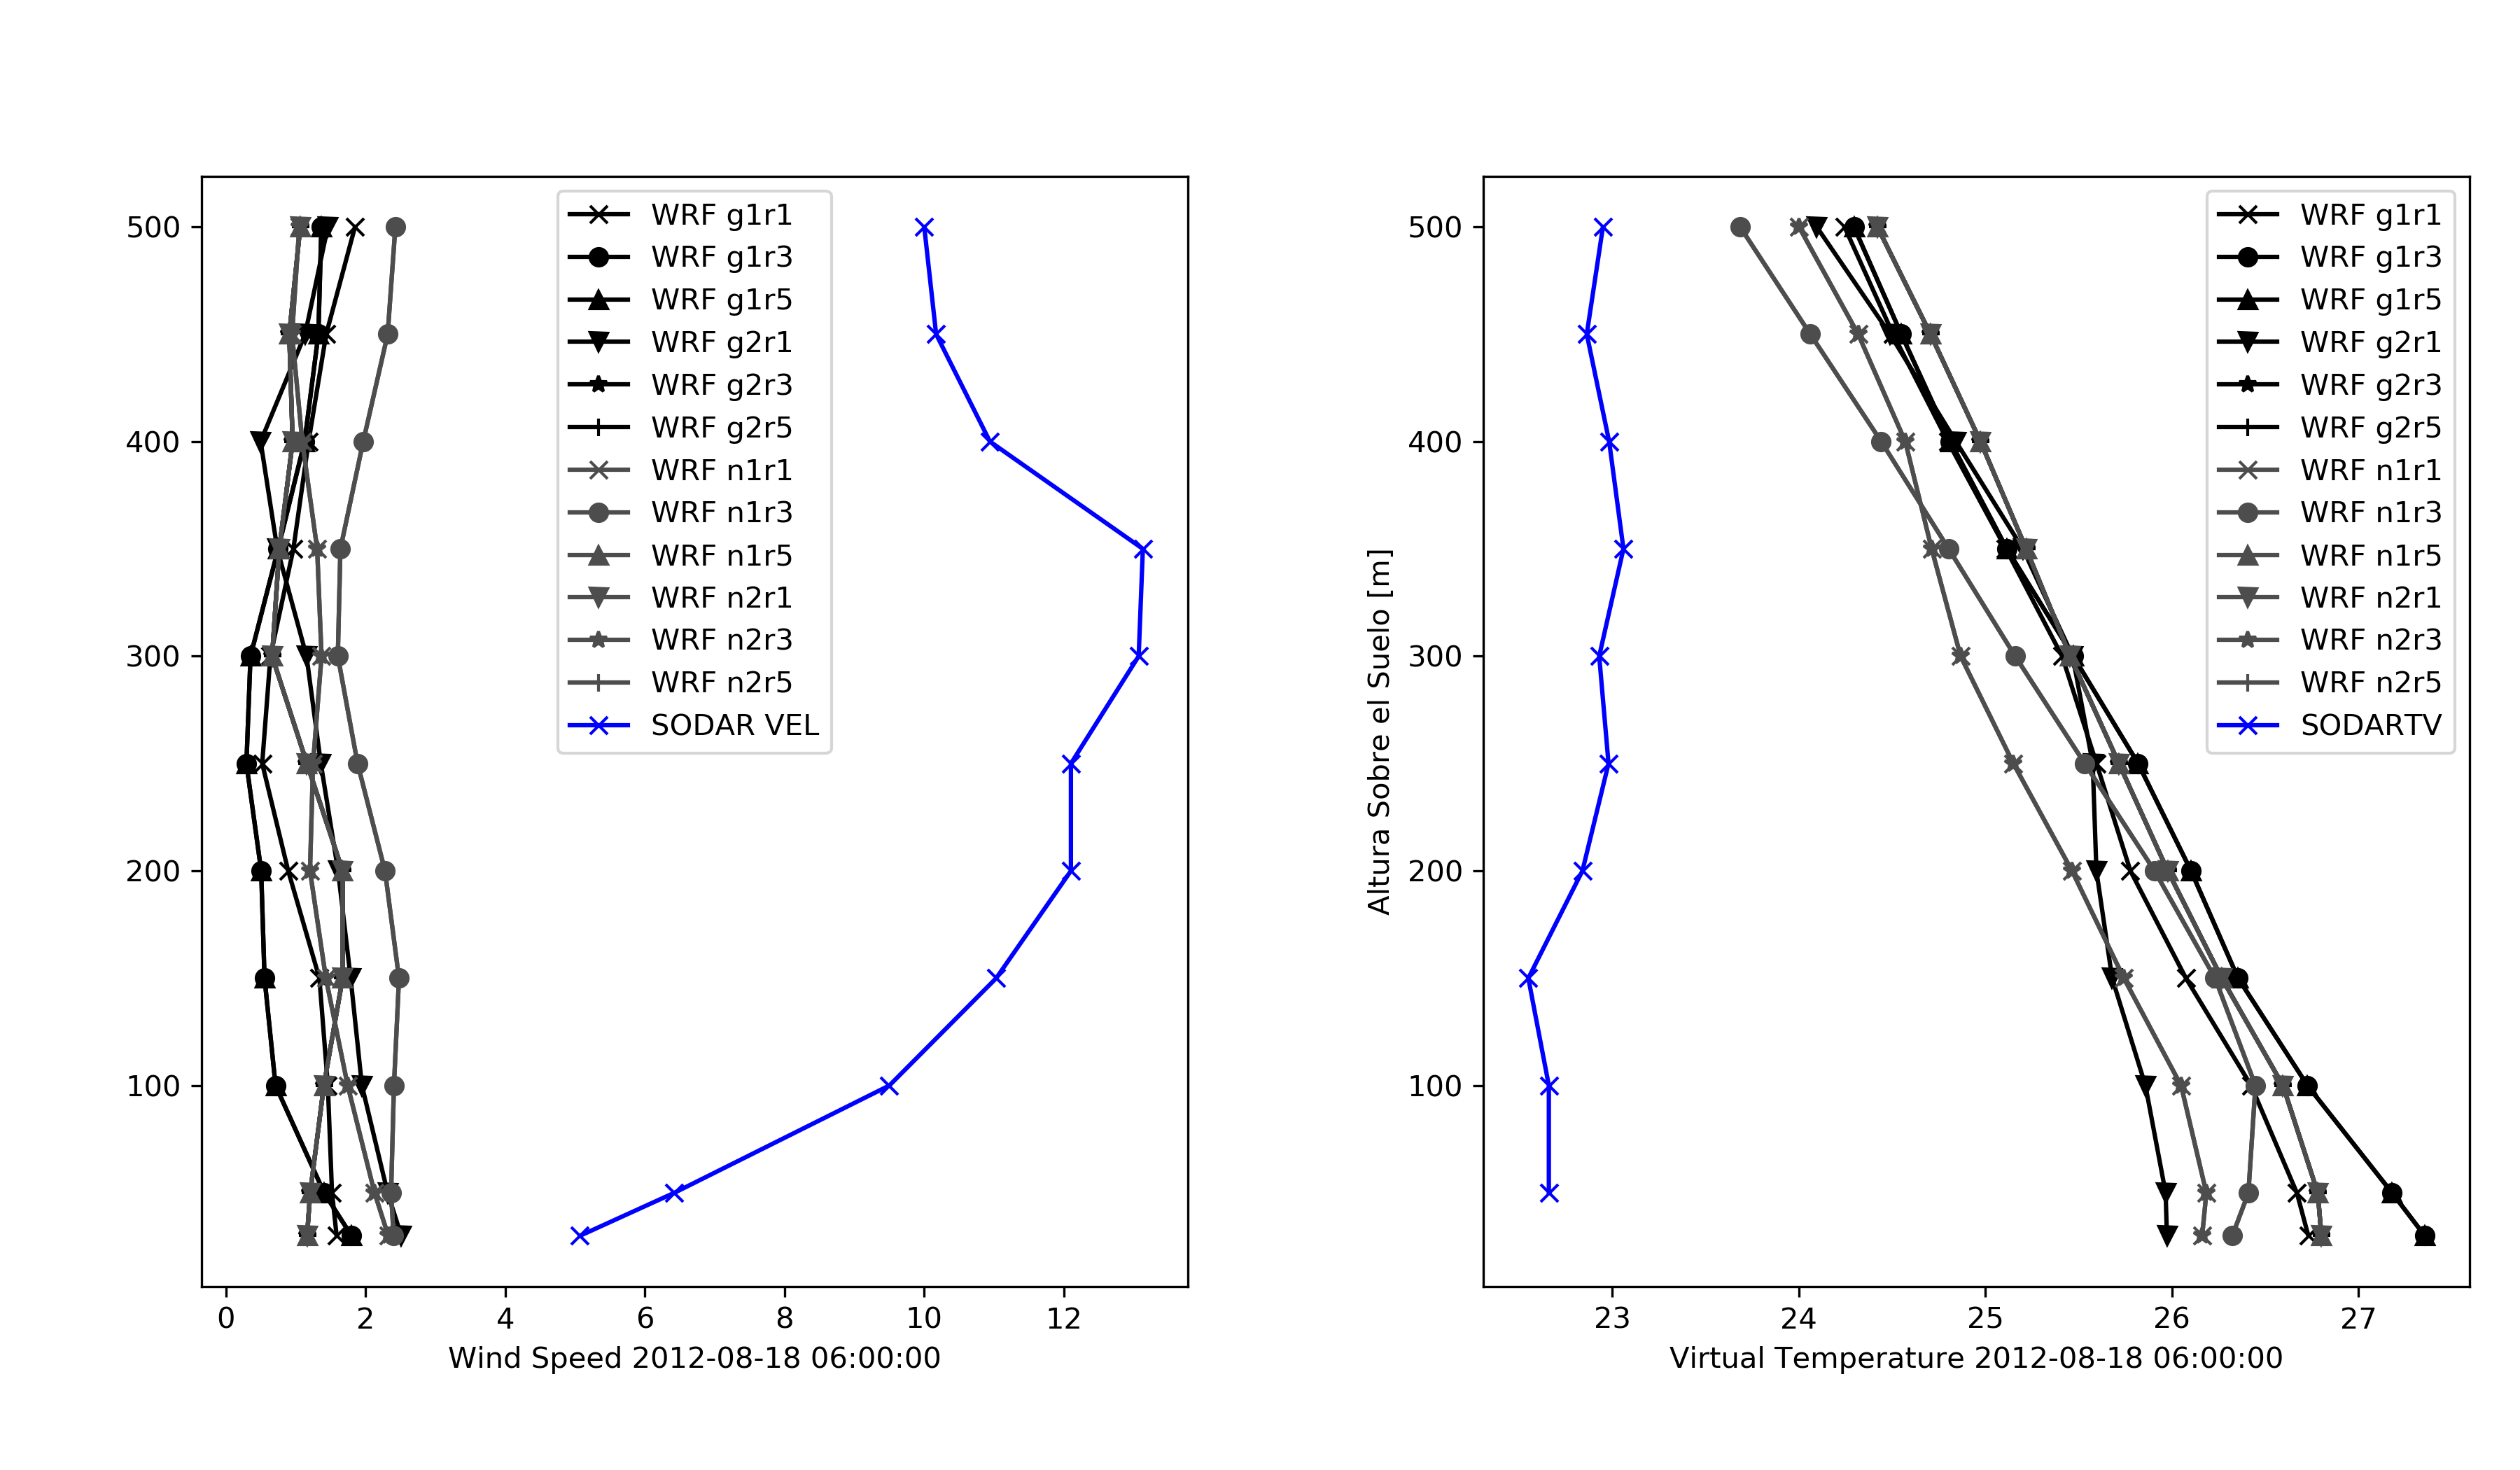 500
400
300
200
100
0 2 4 6 8 10 12
Wind Speed 2012-08-18 06:00:00
WRF g1r1
WRF g1r3
WRF g1r5
WRF g2r1
WRF g2r3
WRF g2r5
WRF n1r1
WRF n1r3
WRF n1r5
WRF n2r1
WRF n2r3
WRF n2r5
SODAR VEL
Altura Sobre el Suelo [m]
500
400
300
200
100
23 24 25 26 27
Virtual Temperature 2012-08-18 06:00:00
WRF g1r1
WRF g1r3
WRF g1r5
WRF g2r1
WRF g2r3
WRF g2r5
WRF n1r1
WRF n1r3
WRF n1r5
WRF n2r1
WRF n2r3
WRF n2r5
SODARTV